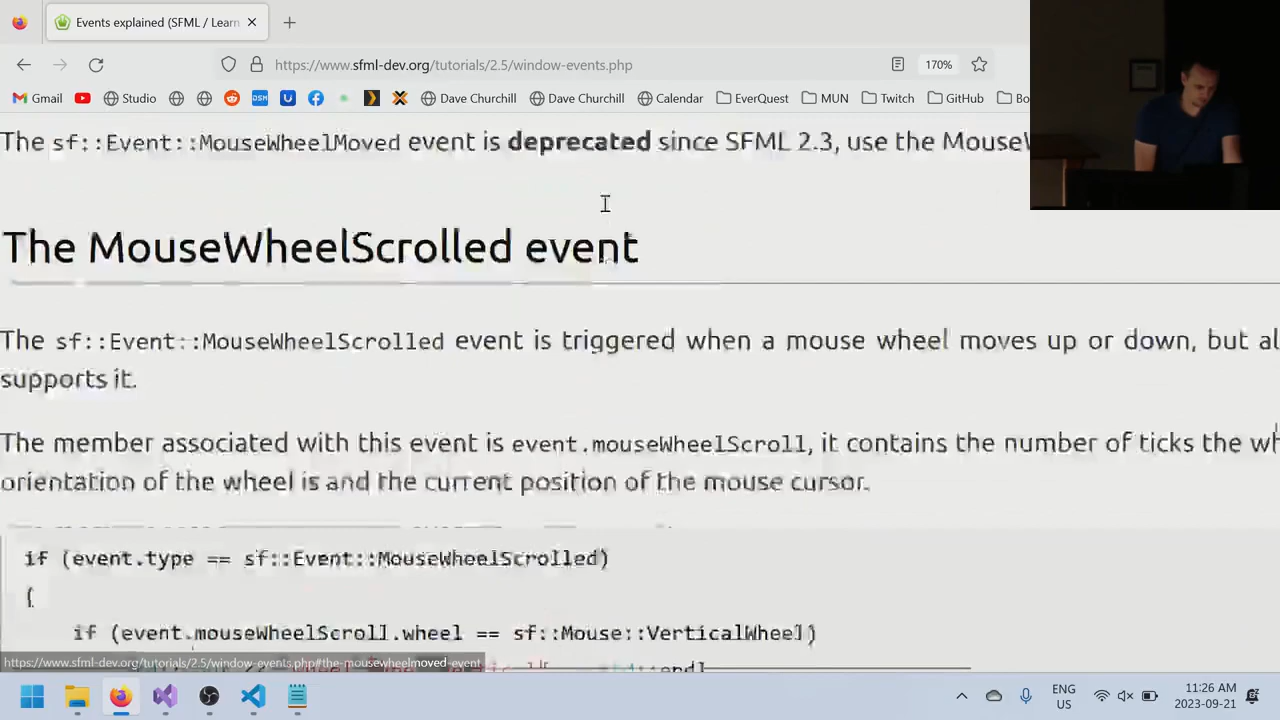 Events explained (SFML / Learn
https://www.sfml-dev.org/tutorials/2.5/window-events.php
170%
Gmail
Studio
DSM
Dave Churchill
Dave Churchill
Calendar
EverQuest
MUN
Twitch
GitHub
Bo
The sf::Event::MouseWheelMoved event is deprecated since SFML 2.3, use the MouseW
The MouseWheelScrolled event
The sf::Event::MouseWheelScrolled event is triggered when a mouse wheel moves up or down, but al
supports it.
The member associated with this event is event.mouseWheelScroll, it contains the number of ticks the wh
orientation of the wheel is and the current position of the mouse cursor.
if (event.type == sf::Event::MouseWheelScrolled)
{
if (event.mouseWheelScroll.wheel == sf::Mouse::VerticalWheel)
https://www.sfml-dev.org/tutorials/2.5/window-events.php#the-mousewheelmoved-event
ENG
US
11:26 AM
2023-09-21